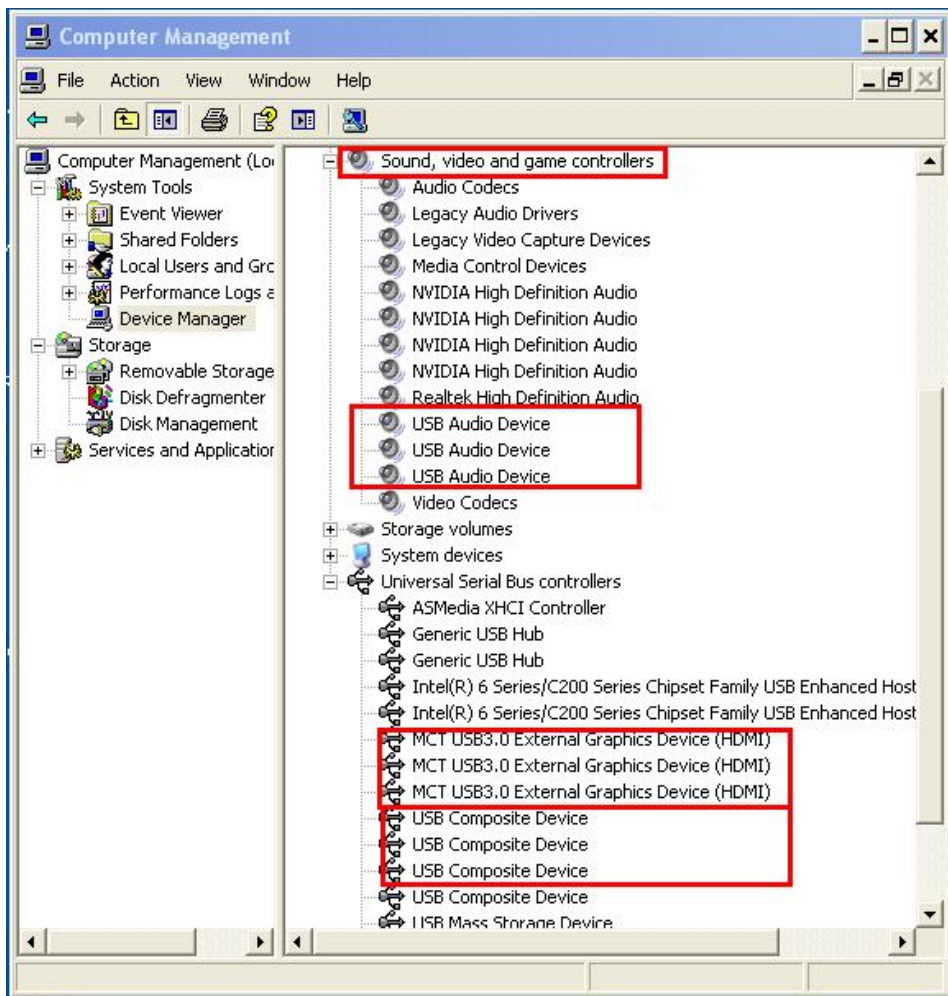 Computer Management
File Action View Window Help
Computer Management (Lo
System Tools
Event Viewer
Shared Folders
Local Users and Gro
Performance Logs a
Device Manager
Storage
Removable Storage
Disk Defragmenter
Disk Management
Services and Application
Sound, video and game controllers
Audio Codecs
Legacy Audio Drivers
Legacy Video Capture Devices
Media Control Devices
NVIDIA High Definition Audio
NVIDIA High Definition Audio
NVIDIA High Definition Audio
NVIDIA High Definition Audio
Realtek High Definition Audio
USB Audio Device
USB Audio Device
USB Audio Device
Video Codecs
Storage volumes
System devices
Universal Serial Bus controllers
ASMedia XHCI Controller
Generic USB Hub
Generic USB Hub
Intel(R) 6 Series/C200 Series Chipset Family USB Enhanced Host
Intel(R) 6 Series/C200 Series Chipset Family USB Enhanced Host
MCT USB3.0 External Graphics Device (HDMI)
MCT USB3.0 External Graphics Device (HDMI)
MCT USB3.0 External Graphics Device (HDMI)
USB Composite Device
USB Composite Device
USB Composite Device
USB Composite Device
USB Mass Storage Device